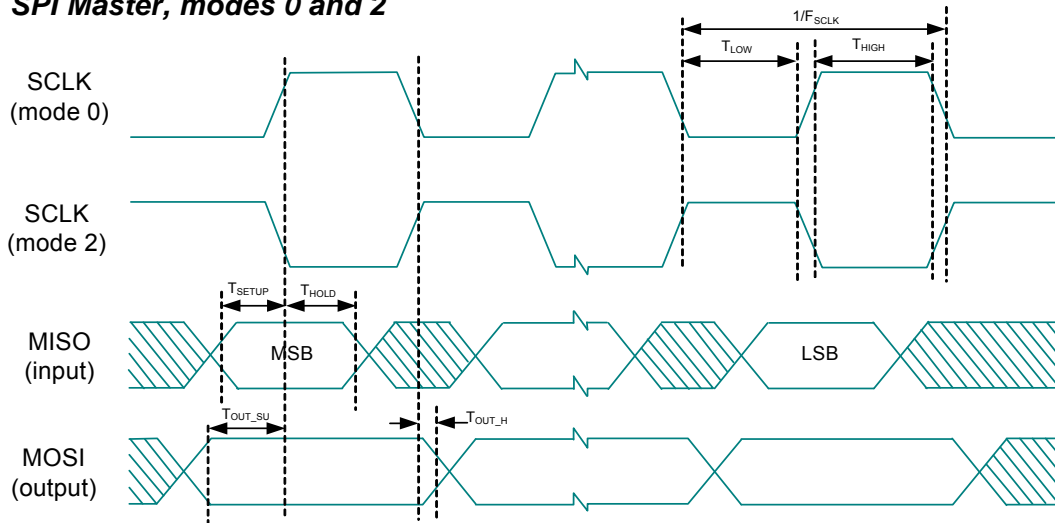 SPI Master, modes 0 and 2
1/FSCLK
TLOW
THIGH
SCLK
(mode 0)
SCLK
(mode 2)
TSETUP
THOLD
MISO
(input)
MSB
LSB
TOUT_SU
TOUT_H
MOSI
(output)